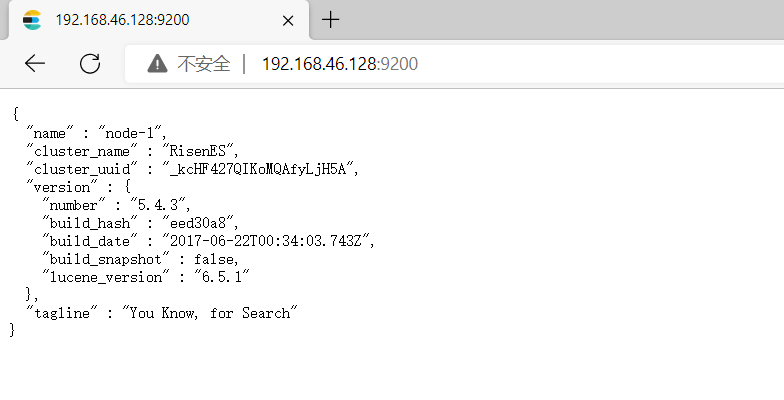 192.168.46.128:9200
不安全 | 192.168.46.128:9200
{
"name" : "node-1",
"cluster_name" : "RisenES",
"cluster_uuid" : "_kcHF427QIKoMQAfyLjH5A",
"version" : {
"number" : "5.4.3",
"build_hash" : "eed30a8",
"build_date" : "2017-06-22T00:34:03.743Z",
"build_snapshot" : false,
"lucene_version" : "6.5.1"
},
"tagline" : "You Know, for Search"
}